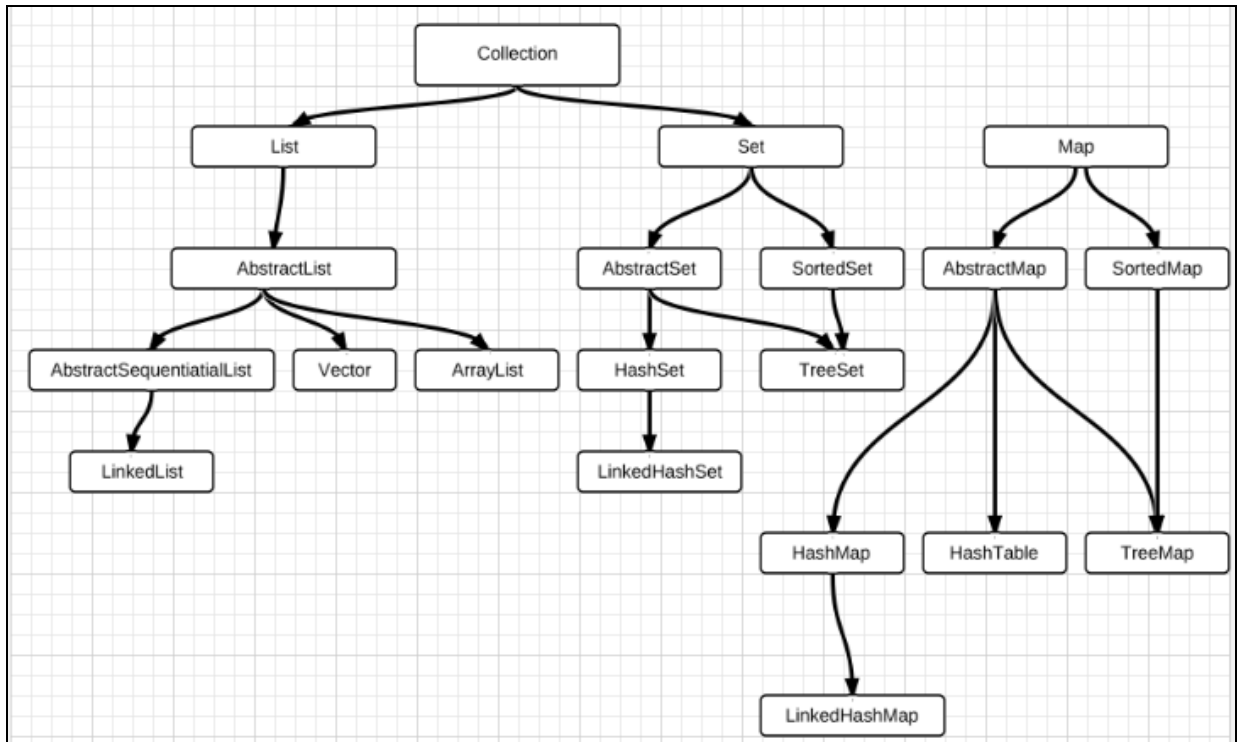 Collection
List
Set
Map
AbstractList
AbstractSet
SortedSet
AbstractMap
SortedMap
AbstractSequentiatialList
Vector
ArrayList
HashSet
TreeSet
LinkedList
LinkedHashSet
HashMap
HashTable
TreeMap
LinkedHashMap